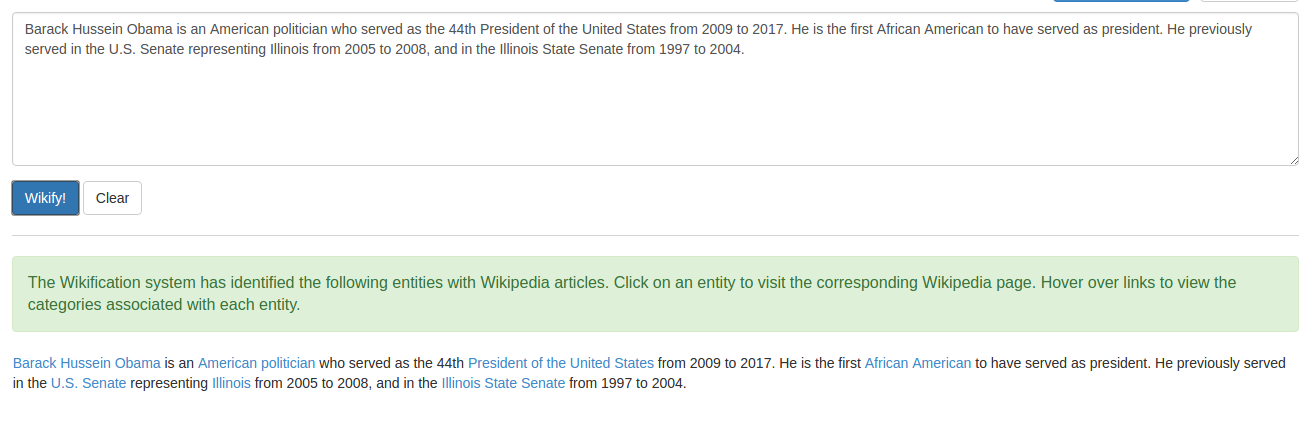 Barack Hussein Obama is an American politician who served as the 44th President of the United States from 2009 to 2017. He is the first African American to have served as president. He previously
served in the U.S. Senate representing Illinois from 2005 to 2008, and in the Illinois State Senate from 1997 to 2004.
Wikify! Clear
The Wikification system has identified the following entities with Wikipedia articles. Click on an entity to visit the corresponding Wikipedia page. Hover over links to view the
categories associated with each entity.
Barack Hussein Obama is an American politician who served as the 44th President of the United States from 2009 to 2017. He is the first African American to have served as president. He previously served
in the U.S. Senate representing Illinois from 2005 to 2008, and in the Illinois State Senate from 1997 to 2004.